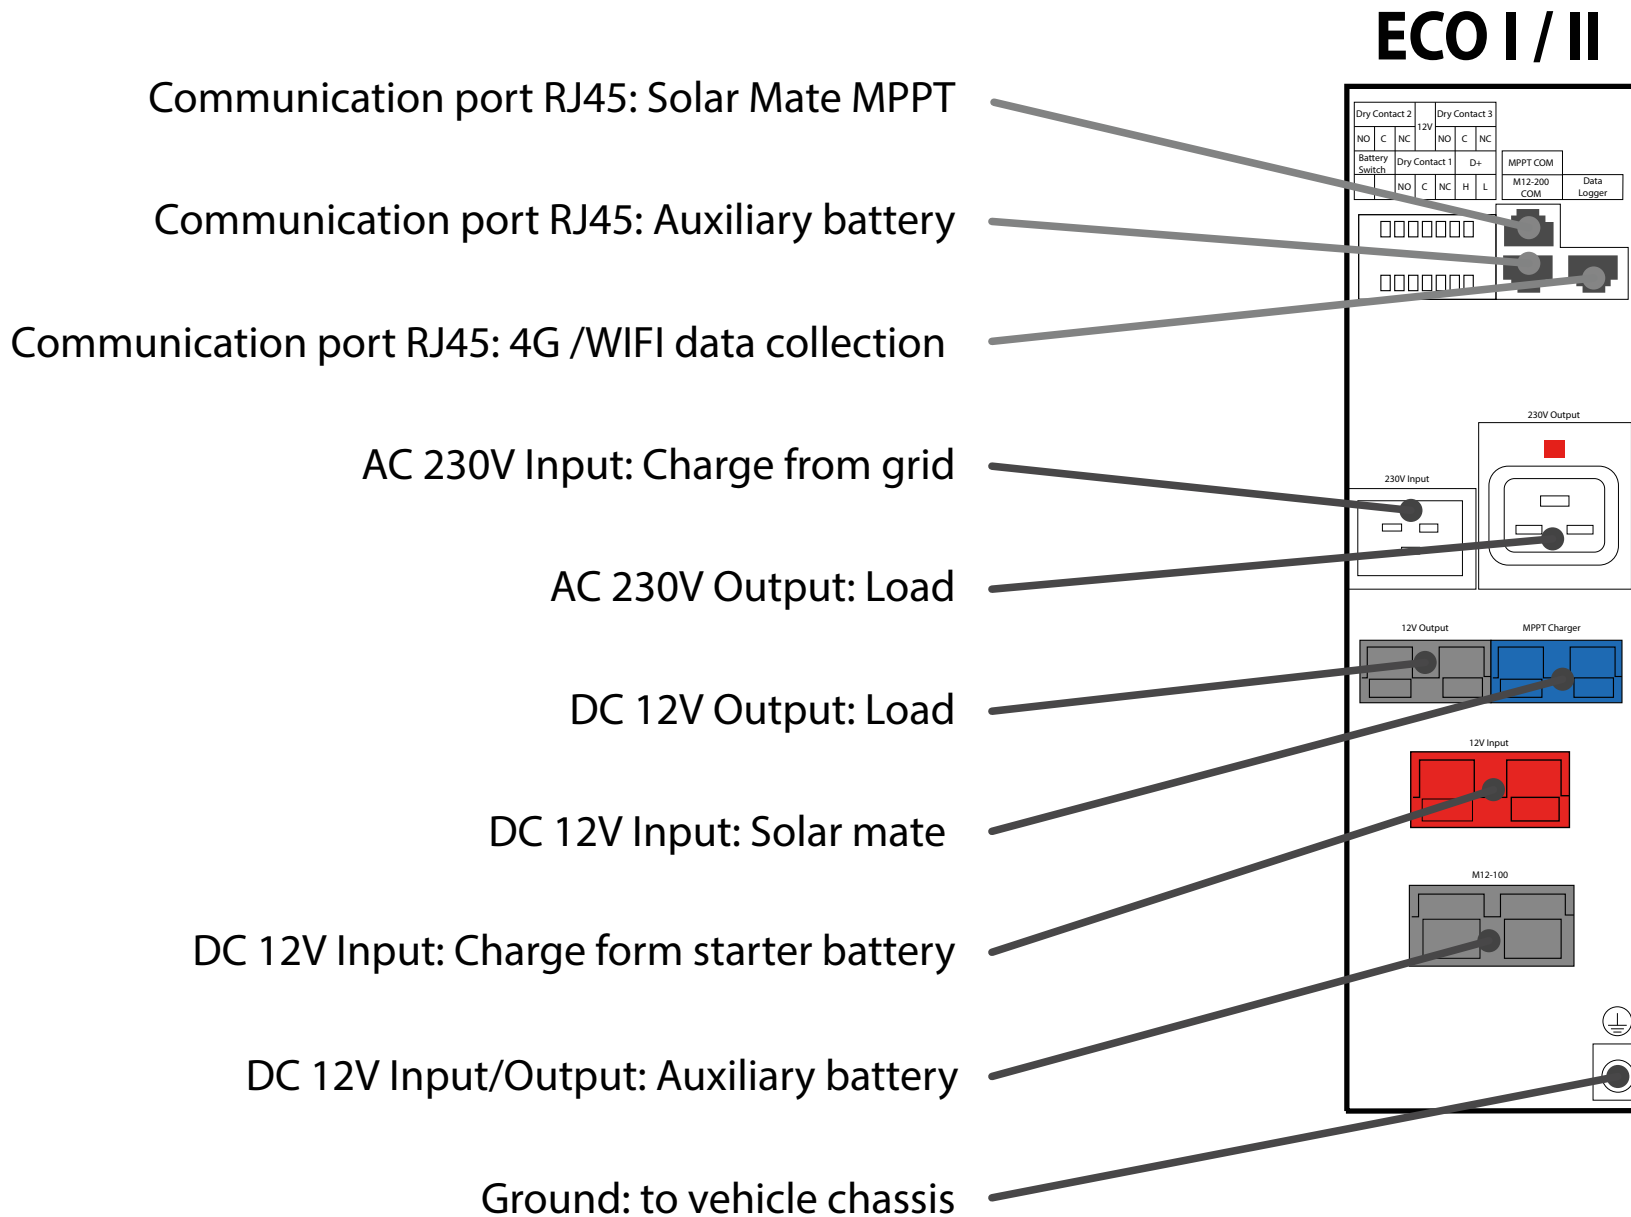 ECO I / II
Communication port RJ45: Solar Mate MPPT
Communication port RJ45: Auxiliary battery
Communication port RJ45: 4G /WIFI data collection
AC 230V Input: Charge from grid
AC 230V Output: Load
DC 12V Output: Load
DC 12V Input: Solar mate
DC 12V Input: Charge form starter battery
DC 12V Input/Output: Auxiliary battery
Ground: to vehicle chassis
Dry Contact 2 12V Dry Contact 3
NO C NC NO C NC
Battery Switch Dry Contact 1 D+
NO C NC H L
MPPT COM
M12-200 COM
Data Logger
230V Output
230V Input
12V Output
MPPT Charger
12V Input
M12-100